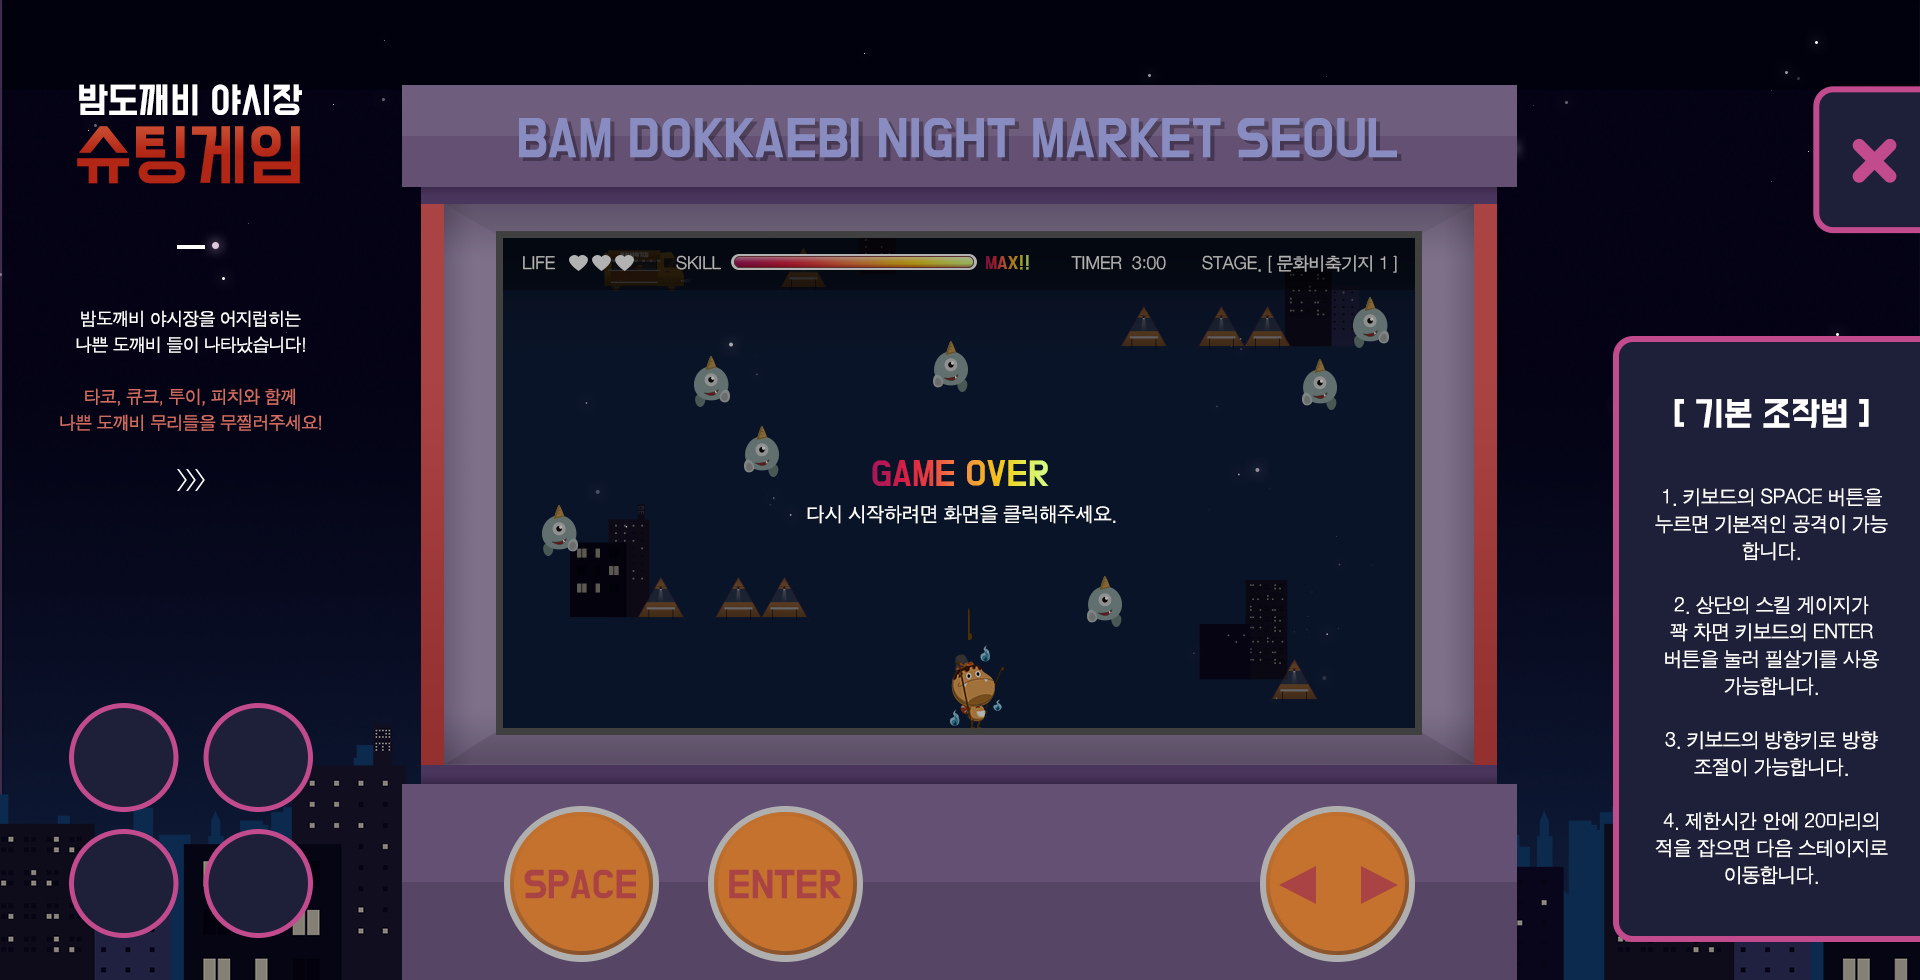 밤도깨비 야시장
슈팅게임
밤도깨비 야시장을 어지럽히는
나쁜 도깨비 들이 나타났습니다!
타코, 큐크, 투이, 피치와 함께
나쁜 도깨비 무리들을 무찔러주세요!
BAM DOKKAEBI NIGHT MARKET SEOUL
LIFE SKILL MAX!! TIMER 3:00 STAGE. [ 문화비축기지 1 ]
GAME OVER
다시 시작하려면 화면을 클릭해주세요.
SPACE ENTER
[ 기본 조작법 ]
1. 키보드의 SPACE 버튼을
누르면 기본적인 공격이 가능
합니다.
2. 상단의 스킬 게이지가
꽉 차면 키보드의 ENTER
버튼을 눌러 필살기를 사용
가능합니다.
3. 키보드의 방향키로 방향
조절이 가능합니다.
4. 제한시간 안에 20마리의
적을 잡으면 다음 스테이지로
이동합니다.